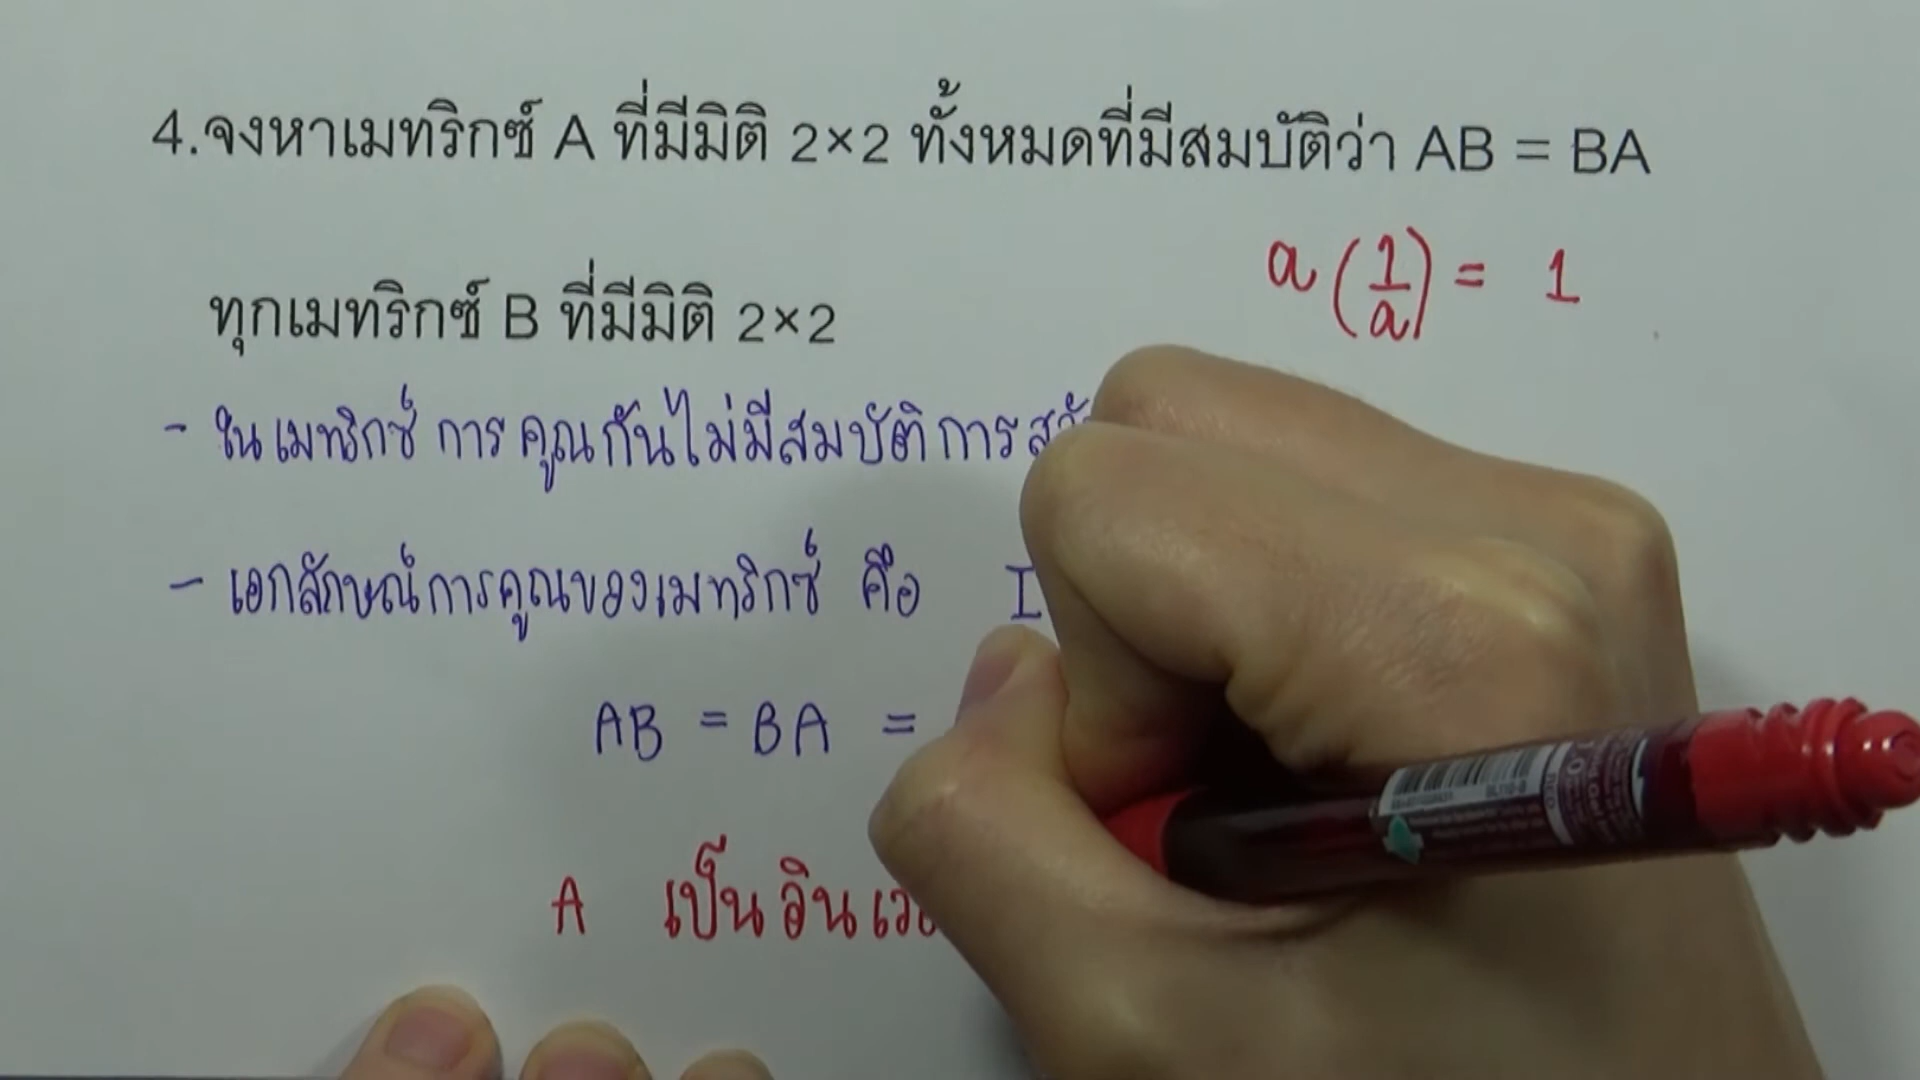 4.จงหาเมทริกซ์ A ที่มีมิติ 2×2 ทั้งหมดที่มีสมบัติว่า AB = BA
ทุกเมทริกซ์ B ที่มีมิติ 2×2
a (1/a) = 1
- ในเมทริกซ์ การคูณกันไม่มีสมบัติการ
- เอกลักษณ์การคูณของเมทริกซ์ คือ I
AB = BA =
A เป็นอินเว